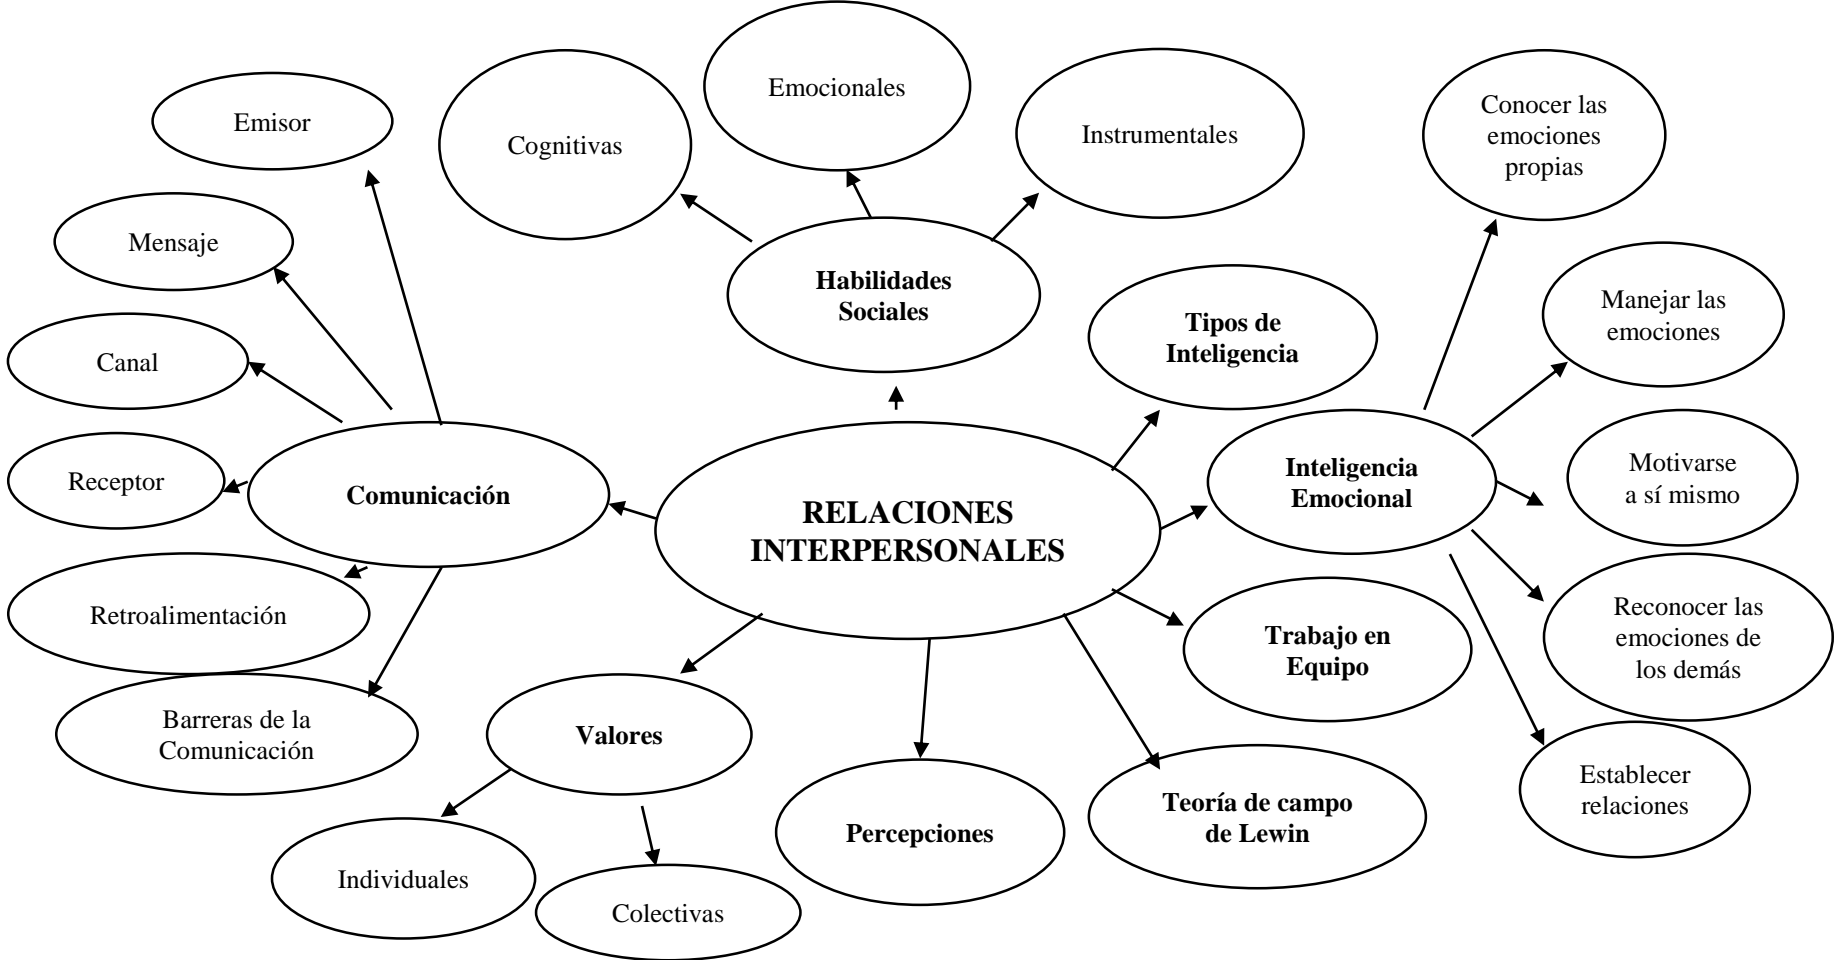 Emocionales
Emisor
Cognitivas
Instrumentales
Conocer las
emociones
propias
Mensaje
Habilidades
Sociales
Tipos de
Inteligencia
Manejar las
emociones
Canal
Receptor
Comunicación
RELACIONES
INTERPERSONALES
Inteligencia
Emocional
Motivarse
a sí mismo
Retroalimentación
Trabajo en
Equipo
Reconocer las
emociones de
los demás
Barreras de la
Comunicación
Valores
Percepciones
Teoría de campo
de Lewin
Establecer
relaciones
Individuales
Colectivas